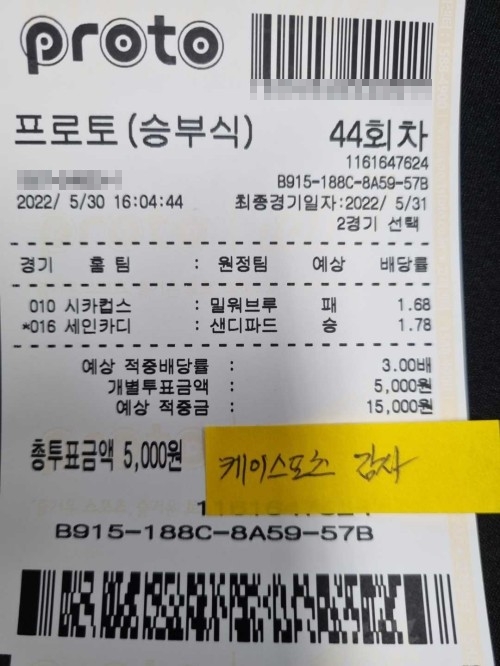 proto
프로토(승부식) 44회차
1161647624
B915-188C-8A59-57B
2022/ 5/30 16:04:44 최종경기일자:2022/ 5/31
2경기 선택
경기 홈 팀 : 원정팀 예상 배당률
010 시카컵스 : 밀워브루 패 1.68
*016 세인카디 : 샌디파드 승 1.78
예상 적중배당률 : 3.00배
개별투표금액 : 5,000원
예상 적중금 : 15,000원
총투표금액 5,000원
케이스포츠 감사
B915-188C-8A59-57B